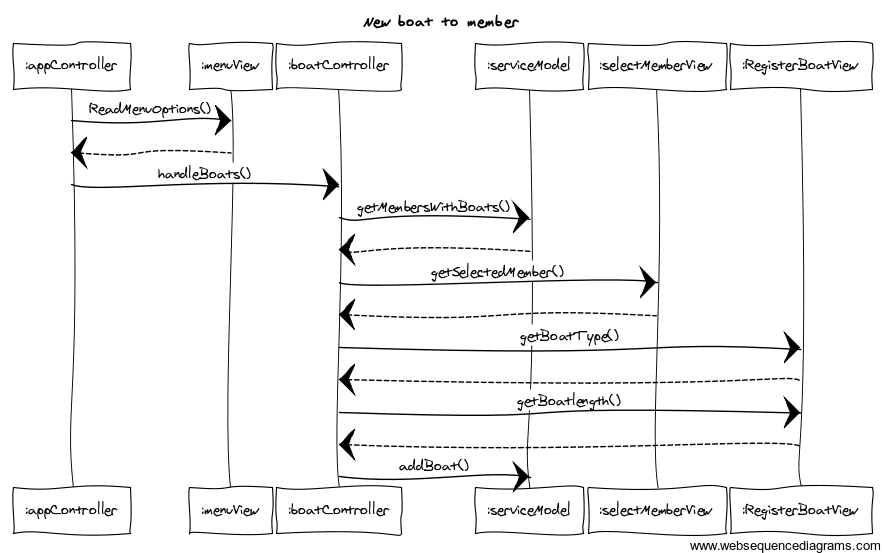 New boat to member
:appController :menuView :boatController :serviceModel :selectMemberView :RegisterBoatView
ReadMenuOptions()
handleBoats()
getMembersWithBoats()
getSelectedMember()
getBoatType()
getBoatlength()
addBoat()
:appController :menuView :boatController :serviceModel :selectMemberView :RegisterBoatView
www.websequencediagrams.com